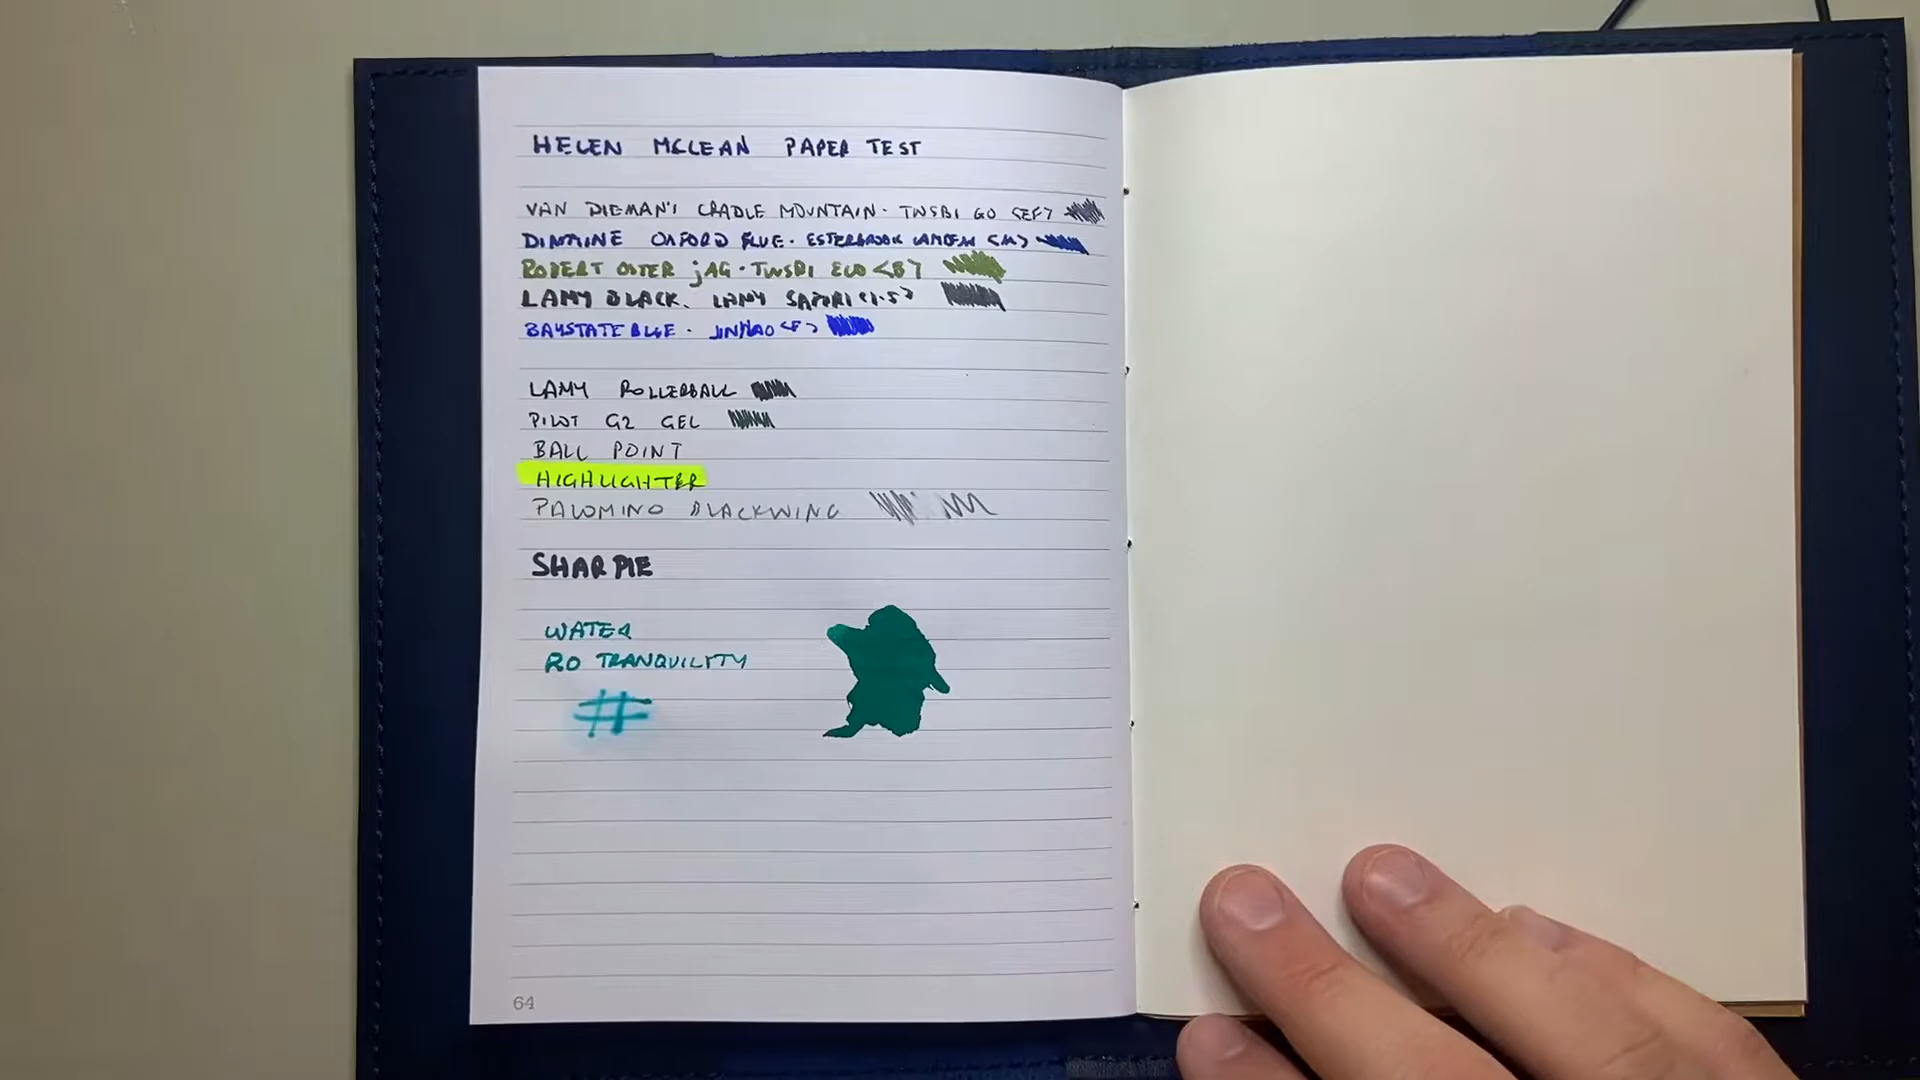 HELEN MCLEAN PAPER TEST
VAN DIEMAN'S CRADLE MOUNTAIN · TWSBI GO <EF>
DIAMINE OXFORD BLUE · ESTERBROOK <M>
ROBERT OSTER jAG · TWSBI ECO <B>
LAMY BLACK. LAMY SAFARI <1.5>
BAYSTATE BLUE · JINHAO <F>
LAMY ROLLERBALL
PILOT G2 GEL
BALL POINT
HIGHLIGHTER
PALOMINO BLACKWING
SHARPIE
WATER
RO TRANQUILITY
#
64